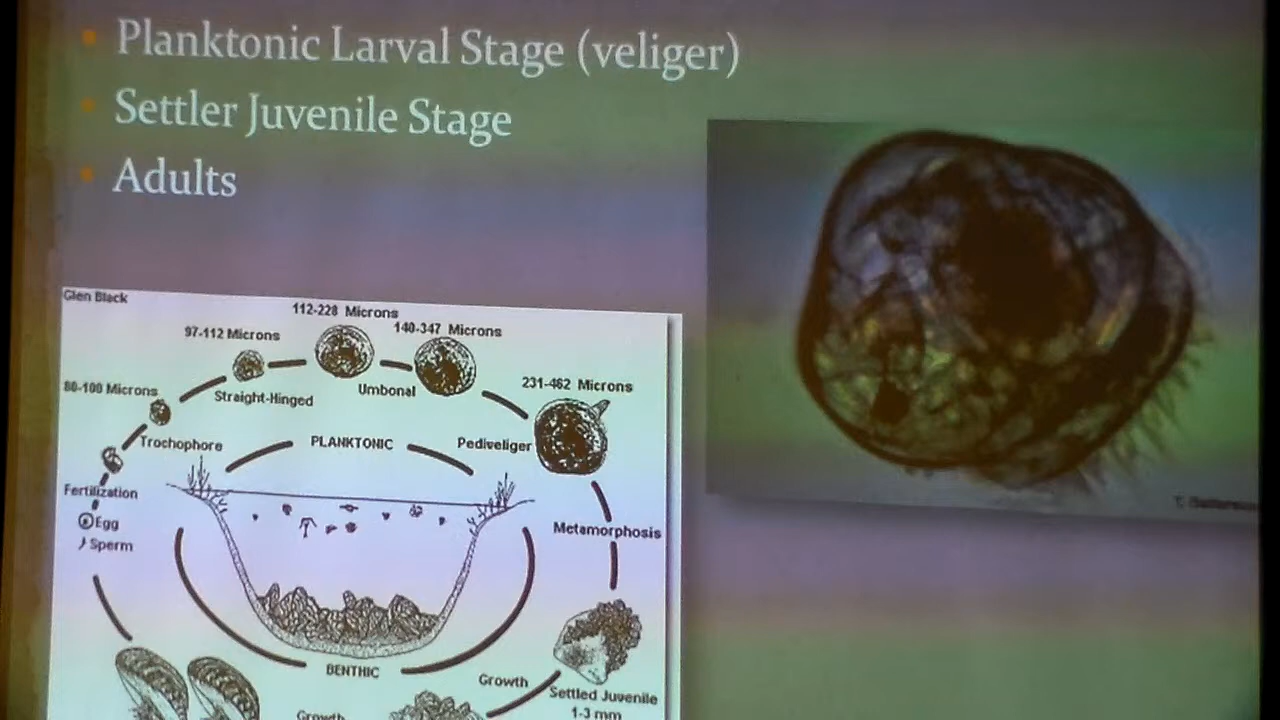 Planktonic Larval Stage (veliger)
Settler Juvenile Stage
Adults
Glen Black
112-228 Microns
97-112 Microns
140-347 Microns
80-100 Microns
231-462 Microns
Straight-Hinged
Umbonal
Trochophore
PLANKTONIC
Pediveliger
Fertilization
Egg
Sperm
Metamorphosis
BENTHIC
Growth
Settled Juvenile
1-3 mm
Growth